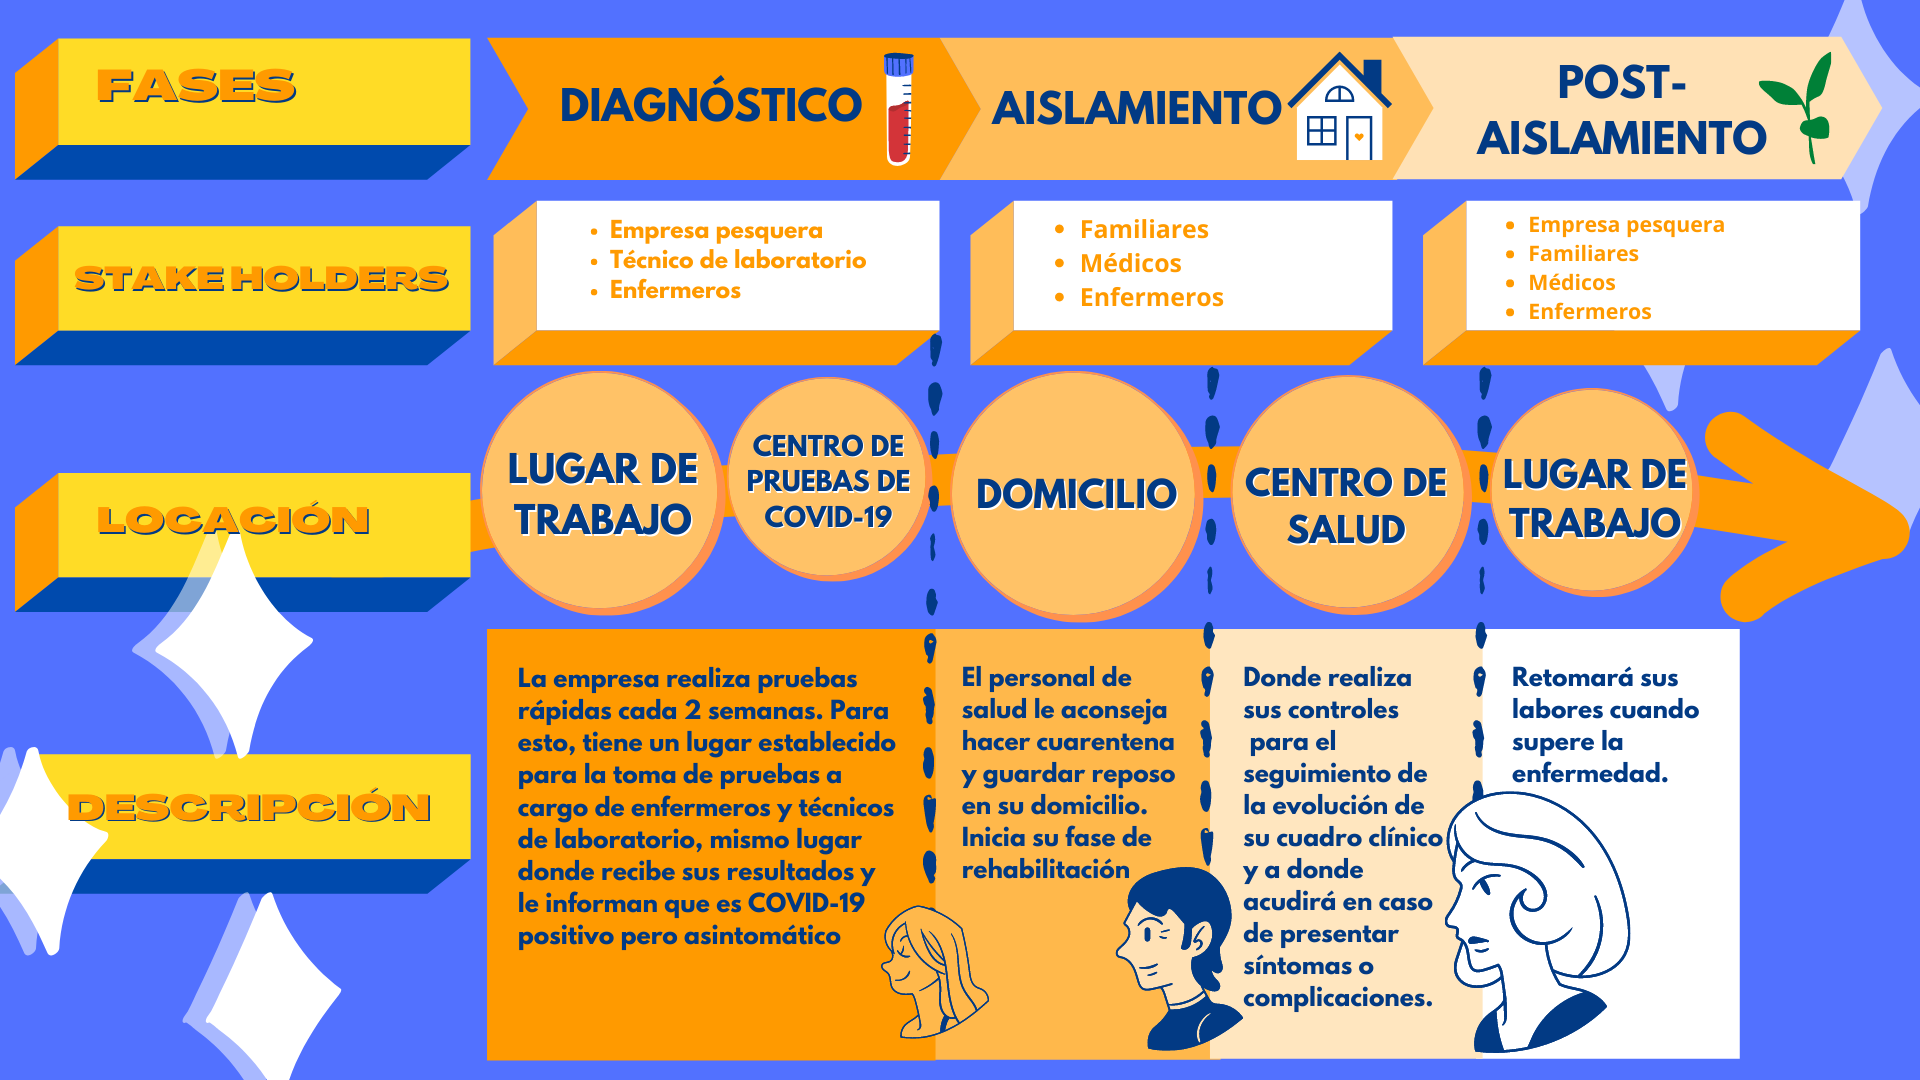 FASES
DIAGNÓSTICO
AISLAMIENTO
POST-
AISLAMIENTO
STAKE HOLDERS
• Empresa pesquera
• Técnico de laboratorio
• Enfermeros
• Familiares
• Médicos
• Enfermeros
• Empresa pesquera
• Familiares
• Médicos
• Enfermeros
LOCACIÓN
LUGAR DE
TRABAJO
CENTRO DE
PRUEBAS DE
COVID-19
DOMICILIO
CENTRO DE
SALUD
LUGAR DE
TRABAJO
DESCRIPCIÓN
La empresa realiza pruebas
rápidas cada 2 semanas. Para
esto, tiene un lugar establecido
para la toma de pruebas a
cargo de enfermeros y técnicos
de laboratorio, mismo lugar
donde recibe sus resultados y
le informan que es COVID-19
positivo pero asintomático
El personal de
salud le aconseja
hacer cuarentena
y guardar reposo
en su domicilio.
Inicia su fase de
rehabilitación
Donde realiza
sus controles
para el
seguimiento de
la evolución de
su cuadro clínico
y a donde
acudirá en caso
de presentar
síntomas o
complicaciones.
Retomará sus
labores cuando
supere la
enfermedad.